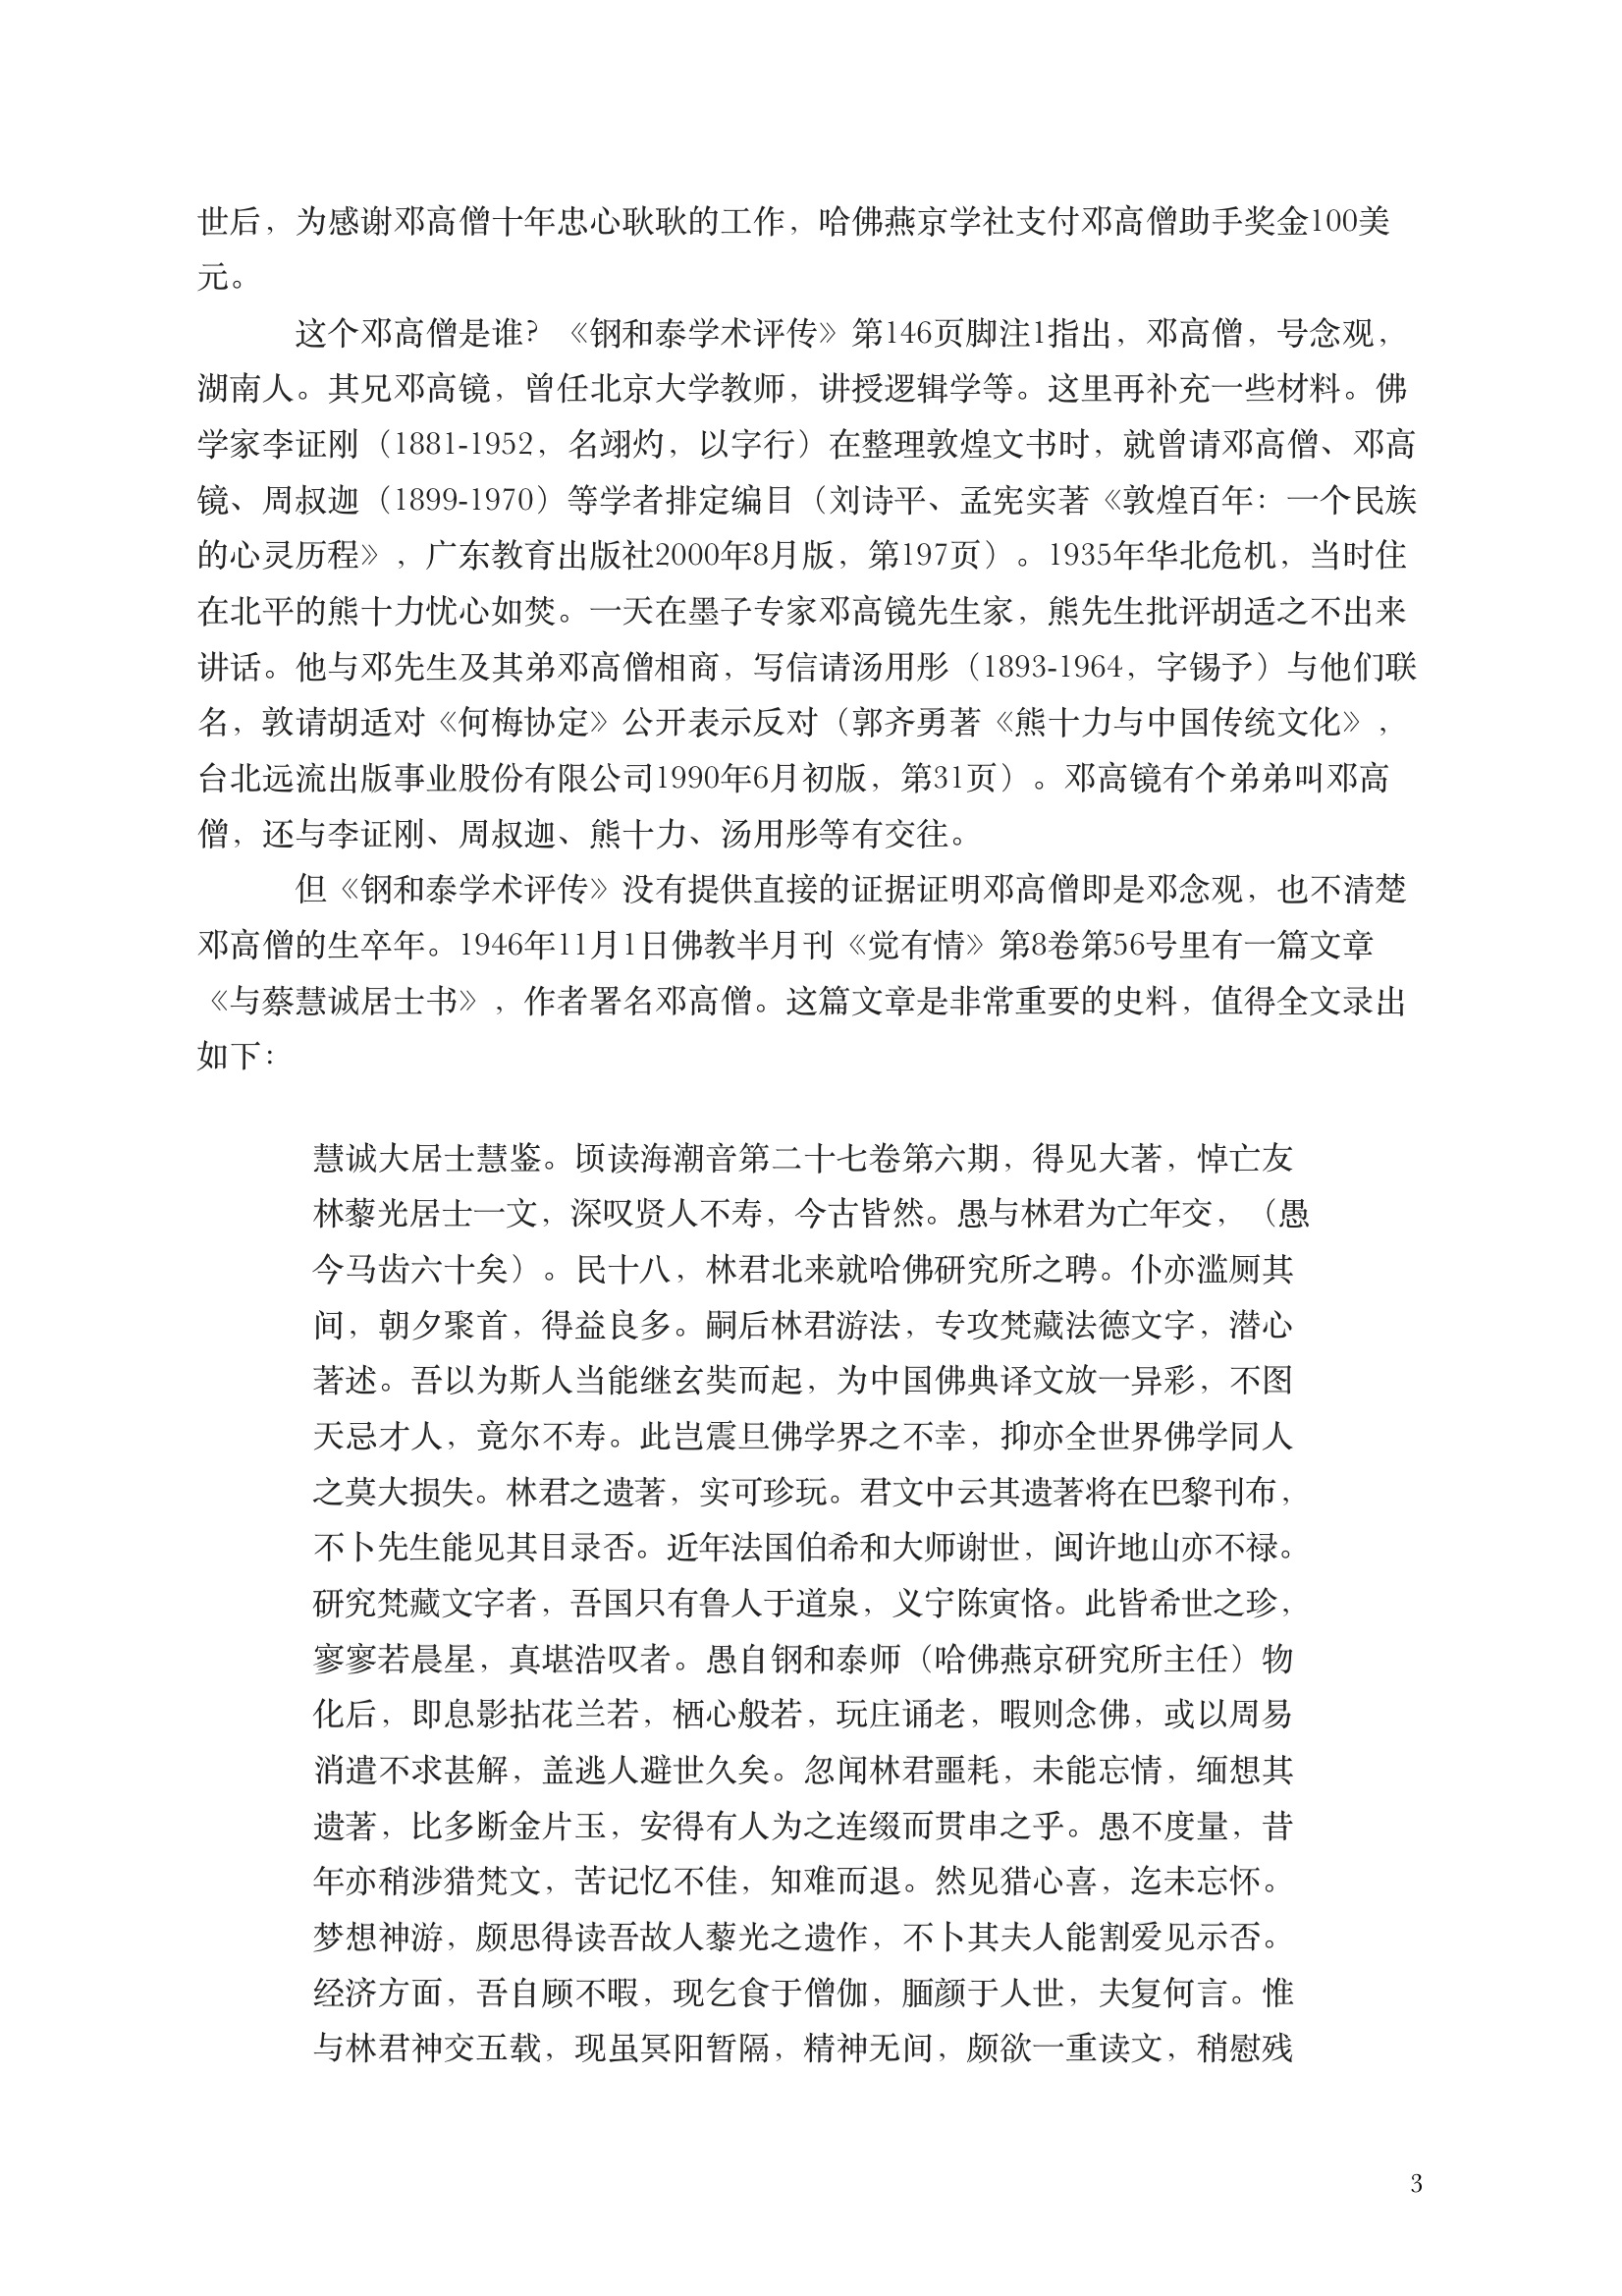 世后，为感谢邓高僧十年忠心耿耿的工作，哈佛燕京学社支付邓高僧助手奖金100美
元。
这个邓高僧是谁？《钢和泰学术评传》第146页脚注1指出，邓高僧，号念观，
湖南人。其兄邓高镜，曾任北京大学教师，讲授逻辑学等。这里再补充一些材料。佛
学家李证刚（1881-1952，名翊灼，以字行）在整理敦煌文书时，就曾请邓高僧、邓高
镜、周叔迦（1899-1970）等学者排定编目（刘诗平、孟宪实著《敦煌百年：一个民族
的心灵历程》，广东教育出版社2000年8月版，第197页）。1935年华北危机，当时住
在北平的熊十力忧心如焚。一天在墨子专家邓高镜先生家，熊先生批评胡适之不出来
讲话。他与邓先生及其弟邓高僧相商，写信请汤用彤（1893-1964，字锡予）与他们联
名，敦请胡适对《何梅协定》公开表示反对（郭齐勇著《熊十力与中国传统文化》，
台北远流出版事业股份有限公司1990年6月初版，第31页）。邓高镜有个弟弟叫邓高
僧，还与李证刚、周叔迦、熊十力、汤用彤等有交往。
但《钢和泰学术评传》没有提供直接的证据证明邓高僧即是邓念观，也不清楚
邓高僧的生卒年。1946年11月1日佛教半月刊《觉有情》第8卷第56号里有一篇文章
《与蔡慧诚居士书》，作者署名邓高僧。这篇文章是非常重要的史料，值得全文录出
如下：
慧诚大居士慧鉴。顷读海潮音第二十七卷第六期，得见大著，悼亡友
林藜光居士一文，深叹贤人不寿，今古皆然。愚与林君为亡年交，（愚
今马齿六十矣）。民十八，林君北来就哈佛研究所之聘。仆亦滥厕其
间，朝夕聚首，得益良多。嗣后林君游法，专攻梵藏法德文字，潜心
著述。吾以为斯人当能继玄奘而起，为中国佛典译文放一异彩，不图
天忌才人，竟尔不寿。此岂震旦佛学界之不幸，抑亦全世界佛学同人
之莫大损失。林君之遗著，实可珍玩。君文中云其遗著将在巴黎刊布，
不卜先生能见其目录否。近年法国伯希和大师谢世，闽许地山亦不禄。
研究梵藏文字者，吾国只有鲁人于道泉，义宁陈寅恪。此皆希世之珍，
寥寥若晨星，真堪浩叹者。愚自钢和泰师（哈佛燕京研究所主任）物
化后，即息影拈花兰若，栖心般若，玩庄诵老，暇则念佛，或以周易
消遣不求甚解，盖逃人避世久矣。忽闻林君噩耗，未能忘情，缅想其
遗著，比多断金片玉，安得有人为之连缀而贯串之乎。愚不度量，昔
年亦稍涉猎梵文，苦记忆不佳，知难而退。然见猎心喜，迄未忘怀。
梦想神游，颇思得读吾故人藜光之遗作，不卜其夫人能割爱见示否。
经济方面，吾自顾不暇，现乞食于僧伽，腼颜于人世，夫复何言。惟
与林君神交五载，现虽冥阳暂隔，精神无间，颇欲一重读文，稍慰残
3